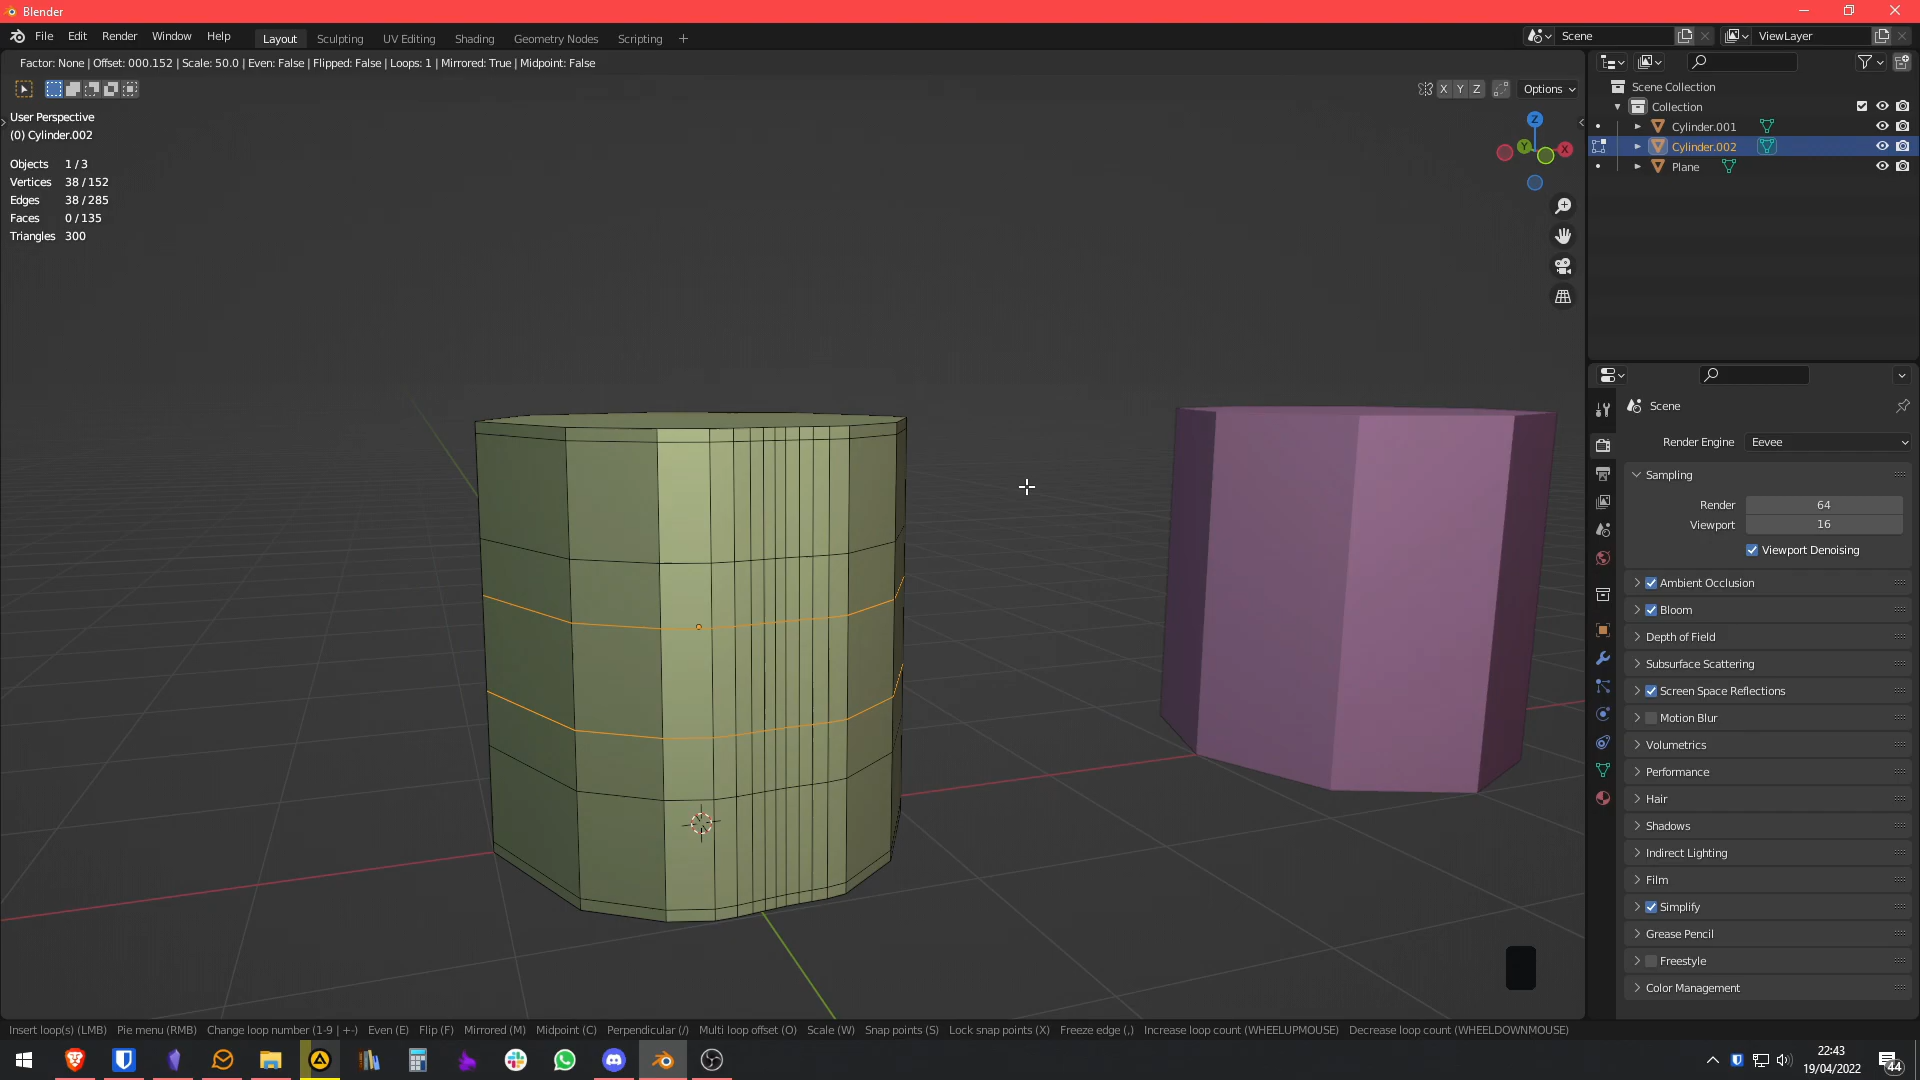 Blender
File Edit Render Window Help
Layout Sculpting UV Editing Shading Geometry Nodes Scripting +
Scene
ViewLayer
Factor: None | Offset: 000.152 | Scale: 50.0 | Even: False | Flipped: False | Loops: 1 | Mirrored: True | Midpoint: False
X Y Z Options
User Perspective
(0) Cylinder.002
Objects 1 / 3
Vertices 38 / 152
Edges 38 / 285
Faces 0 / 135
Triangles 300
Z
Y
X
Scene Collection
Collection
Cylinder.001
Cylinder.002
Plane
Scene
Render Engine Eevee
Sampling
Render 64
Viewport 16
Viewport Denoising
Ambient Occlusion
Bloom
Depth of Field
Subsurface Scattering
Screen Space Reflections
Motion Blur
Volumetrics
Performance
Hair
Shadows
Indirect Lighting
Film
Simplify
Grease Pencil
Freestyle
Color Management
Insert loop(s) (LMB) Pie menu (RMB) Change loop number (1-9 | +-) Even (E) Flip (F) Mirrored (M) Midpoint (C) Perpendicular (/) Multi loop offset (O) Scale (W) Snap points (S) Lock snap points (X) Freeze edge (,) Increase loop count (WHEELUPMOUSE) Decrease loop count (WHEELDOWNMOUSE)
22:43
19/04/2022
44